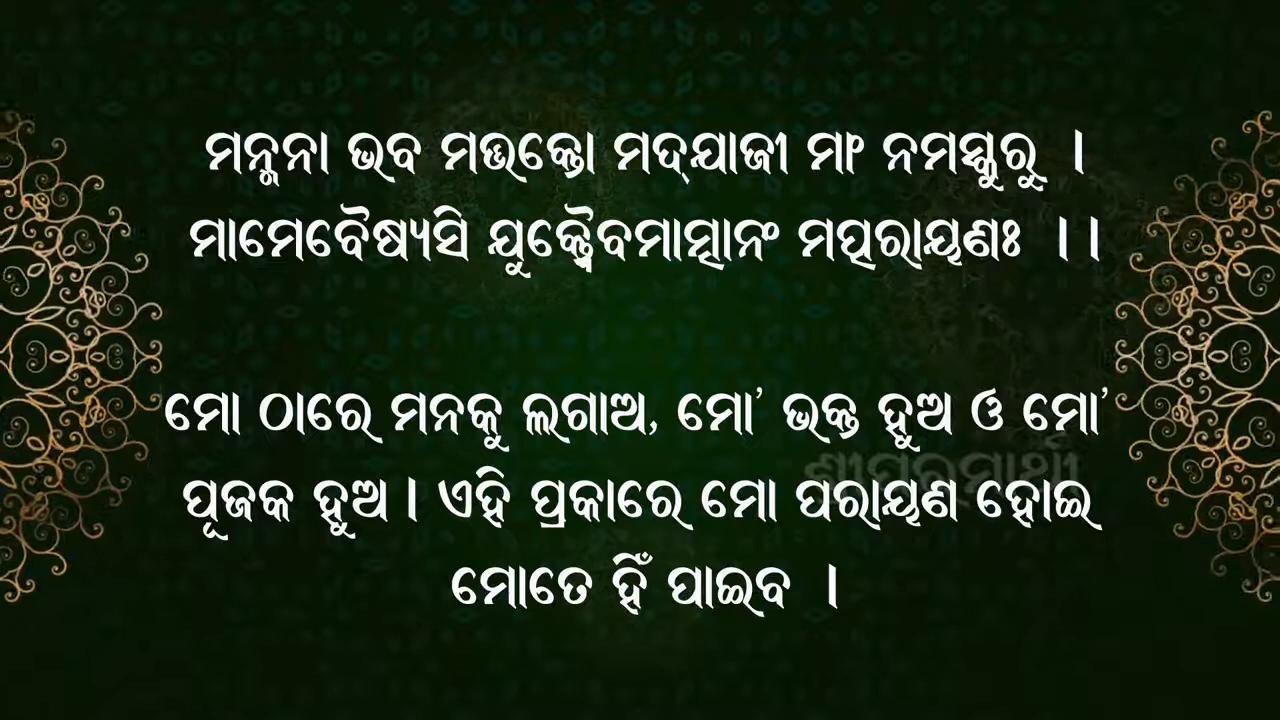 ମନ୍ମନା ଭବ ମଦ୍ଭକ୍ତୋ ମଦ୍‌ଯାଜୀ ମାଂ ନମସ୍କୁରୁ ।
ମାମେବୈଷ୍ୟସି ଯୁକ୍ତ୍ୱୈବମାତ୍ମାନଂ ମତ୍ପରାୟଣଃ ।।
ମୋ ଠାରେ ମନକୁ ଲଗାଅ, ମୋ’ ଭକ୍ତ ହୁଅ ଓ ମୋ’
ପୂଜକ ହୁଅ। ଏହି ପ୍ରକାରେ ମୋ ପରାୟଣ ହୋଇ
ମୋତେ ହିଁ ପାଇବ ।